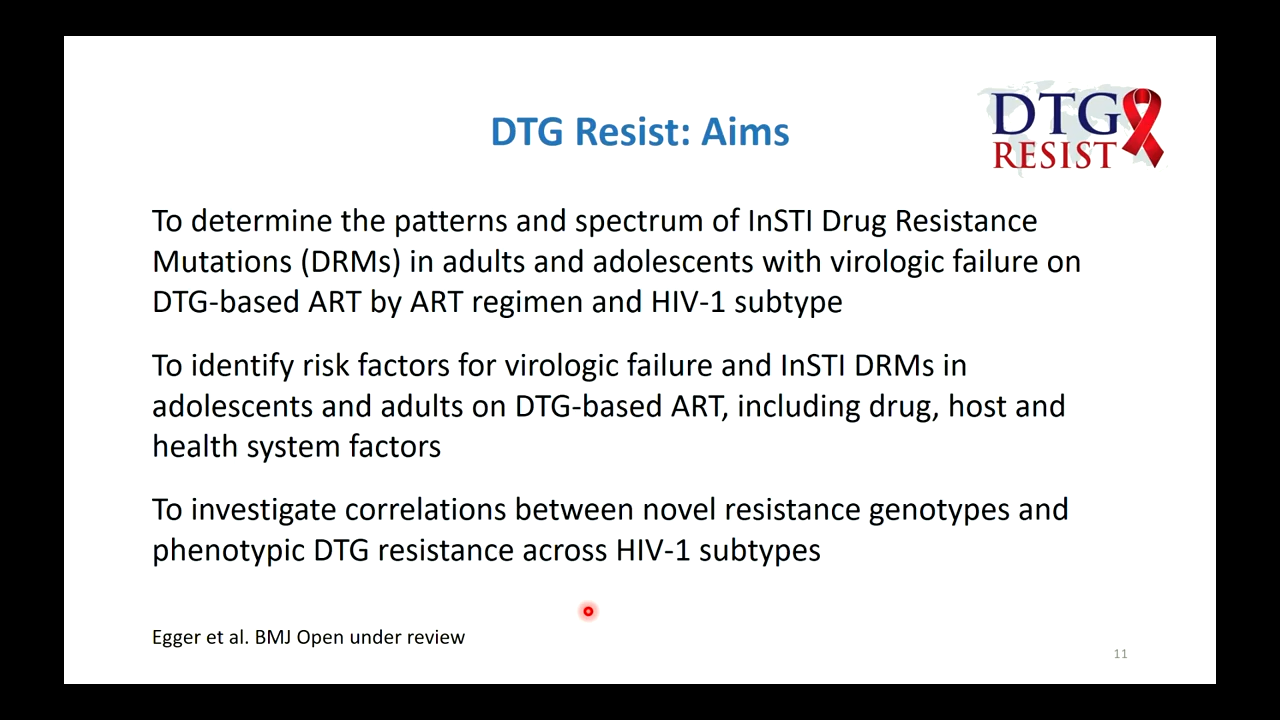 DTG Resist: Aims
DTG
RESIST
To determine the patterns and spectrum of InSTI Drug Resistance
Mutations (DRMs) in adults and adolescents with virologic failure on
DTG-based ART by ART regimen and HIV-1 subtype
To identify risk factors for virologic failure and InSTI DRMs in
adolescents and adults on DTG-based ART, including drug, host and
health system factors
To investigate correlations between novel resistance genotypes and
phenotypic DTG resistance across HIV-1 subtypes
Egger et al. BMJ Open under review
11